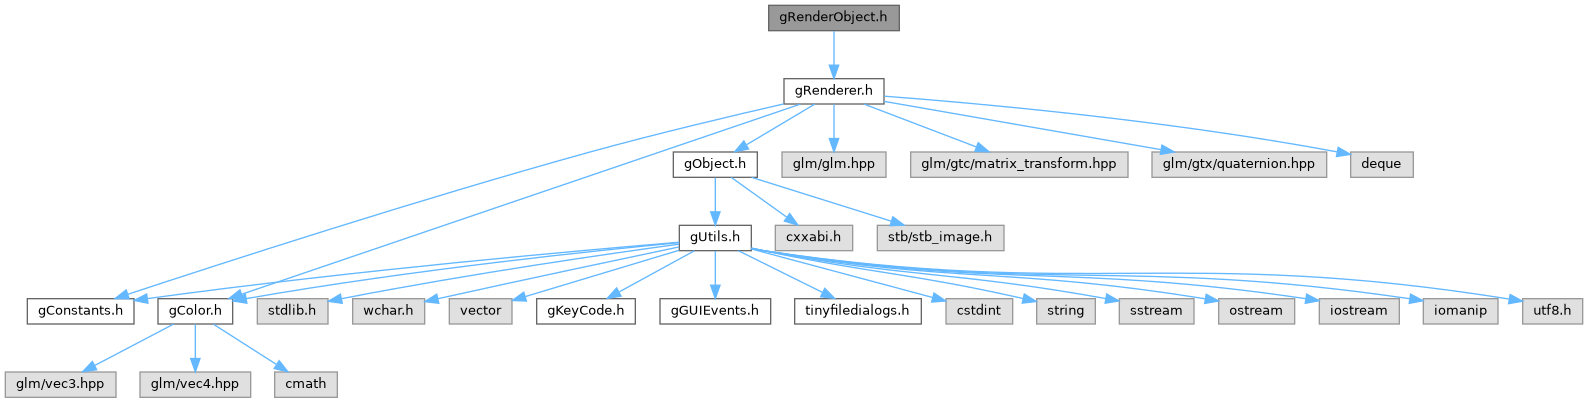 gRenderObject.h
gRenderer.h
gObject.h
glm/glm.hpp
glm/gtc/matrix_transform.hpp
glm/gtx/quaternion.hpp
deque
gUtils.h
cxxabi.h
stb/stb_image.h
gConstants.h
gColor.h
stdlib.h
wchar.h
vector
gKeyCode.h
gGUIEvents.h
tinyfiledialogs.h
cstdint
string
sstream
ostream
iostream
iomanip
utf8.h
glm/vec3.hpp
glm/vec4.hpp
cmath